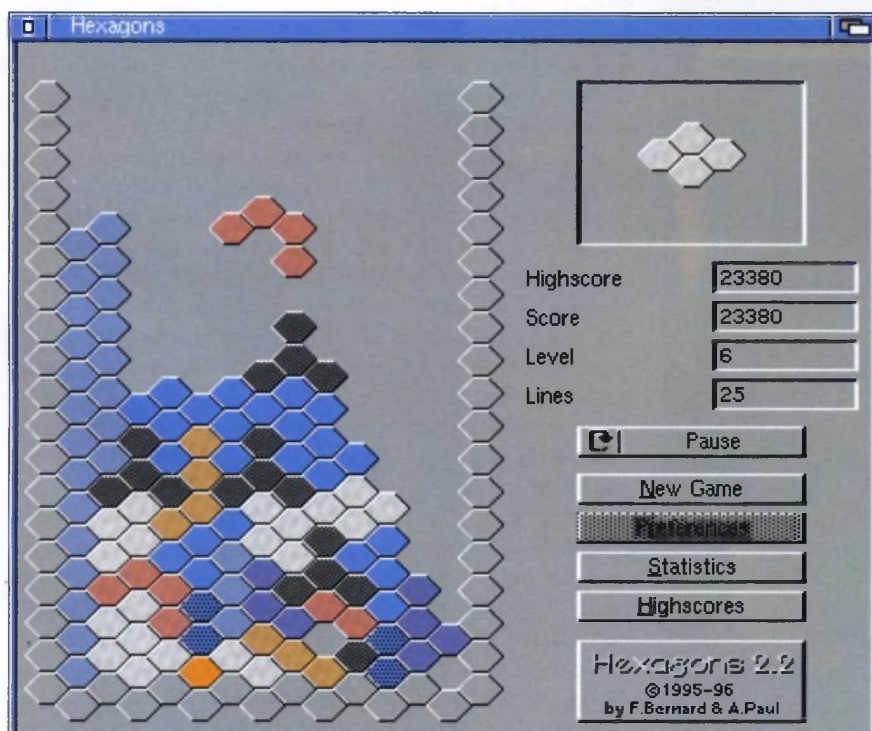 Hexagons
Highscore 23380
Score 23380
Level 6
Lines 25
Pause
New Game
Preferences
Statistics
Highscores
Hexagons 2.2
©1995-96
by F.Bernard & A.Paul